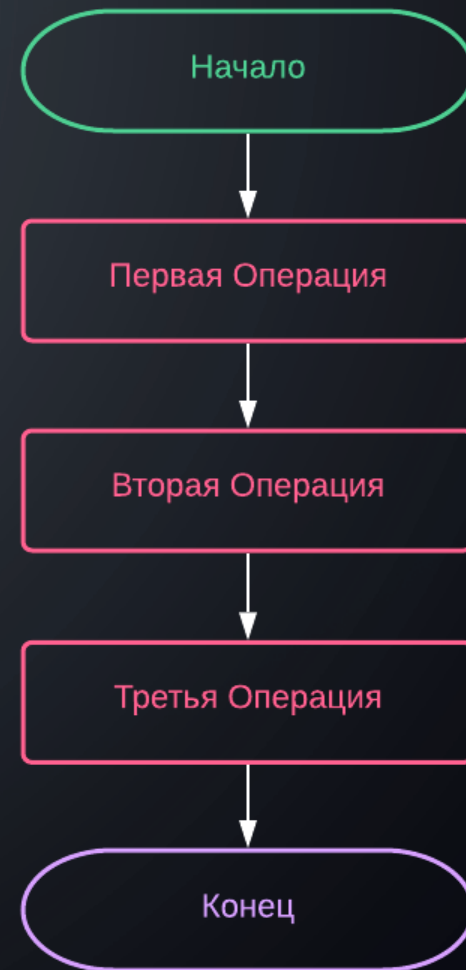 Начало
Первая Операция
Вторая Операция
Третья Операция
Конец